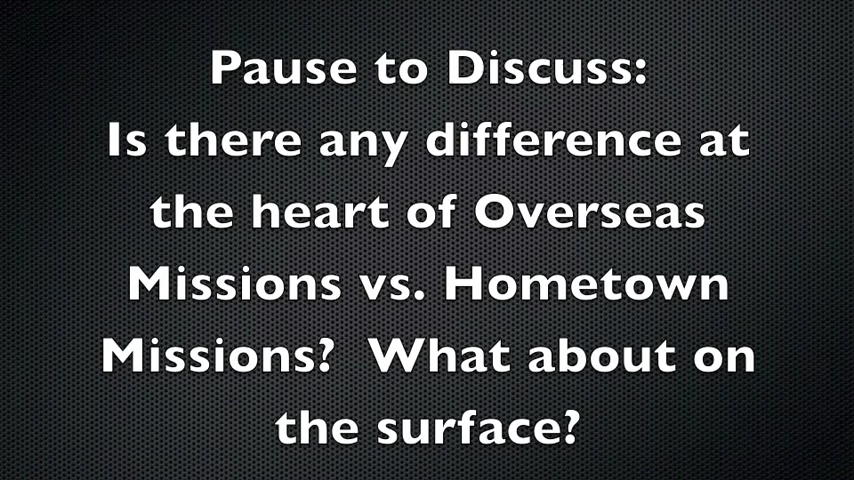 Pause to Discuss:
Is there any difference at
the heart of Overseas
Missions vs. Hometown
Missions?  What about on
the surface?